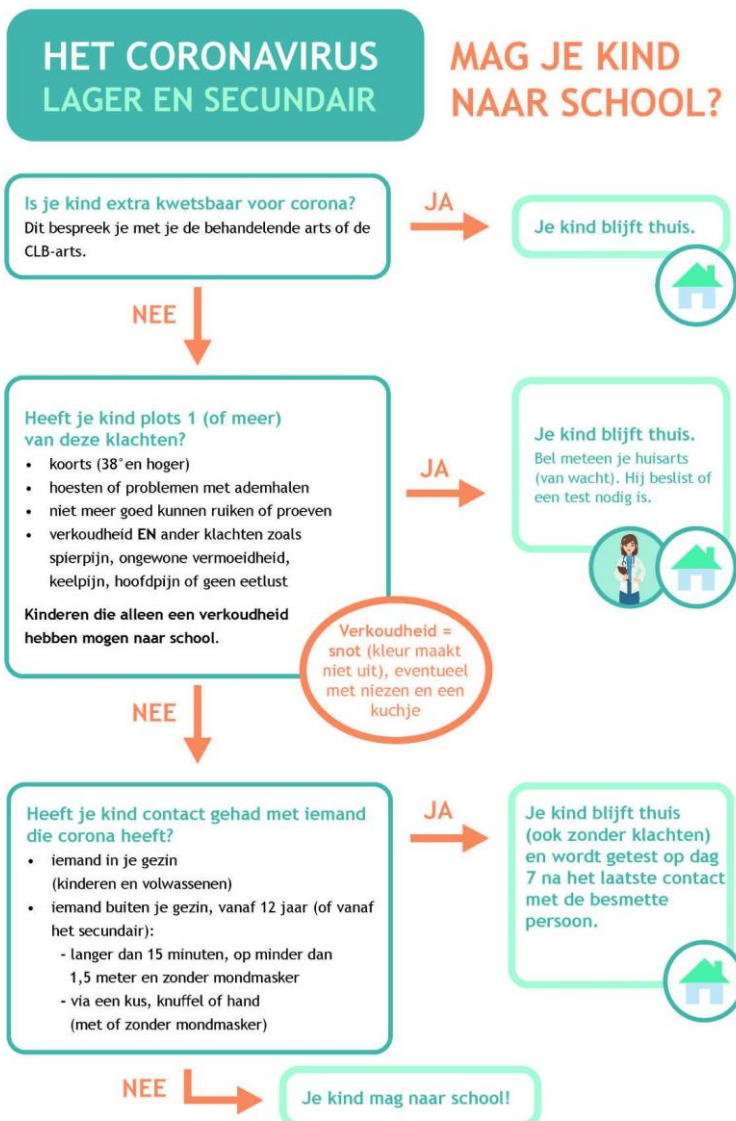 HET CORONAVIRUS
LAGER EN SECUNDAIR
MAG JE KIND
NAAR SCHOOL?
Is je kind extra kwetsbaar voor corona?
Dit bespreek je met je de behandelende arts of de
CLB-arts.
JA
Je kind blijft thuis.
NEE
Heeft je kind plots 1 (of meer)
van deze klachten?
• koorts (38°en hoger)
• hoesten of problemen met ademhalen
• niet meer goed kunnen ruiken of proeven
• verkoudheid EN ander klachten zoals
spierpijn, ongewone vermoeidheid,
keelpijn, hoofdpijn of geen eetlust
Kinderen die alleen een verkoudheid
hebben mogen naar school.
JA
Je kind blijft thuis.
Bel meteen je huisarts
(van wacht). Hij beslist of
een test nodig is.
Verkoudheid =
snot (kleur maakt
niet uit), eventueel
met niezen en een
kuchje
NEE
Heeft je kind contact gehad met iemand
die corona heeft?
• iemand in je gezin
(kinderen en volwassenen)
• iemand buiten je gezin, vanaf 12 jaar (of vanaf
het secundair):
- langer dan 15 minuten, op minder dan
1,5 meter en zonder mondmasker
- via een kus, knuffel of hand
(met of zonder mondmasker)
JA
Je kind blijft thuis
(ook zonder klachten)
en wordt getest op dag
7 na het laatste contact
met de besmette
persoon.
NEE
Je kind mag naar school!